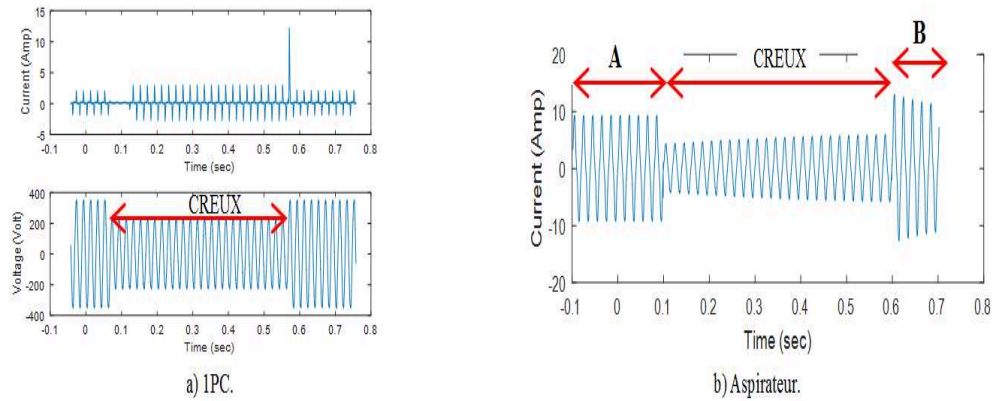 15
10
5
0
-5
Current (Amp)
-0.1 0 0.1 0.2 0.3 0.4 0.5 0.6 0.7 0.8
Time (sec)
400
200
0
-200
-400
Voltage (Volt)
CREUX
-0.1 0 0.1 0.2 0.3 0.4 0.5 0.6 0.7 0.8
Time (sec)
a) 1PC.
20
10
0
-10
-20
Current (Amp)
A
CREUX
B
-0.1 0 0.1 0.2 0.3 0.4 0.5 0.6 0.7 0.8
Time (sec)
b) Aspirateur.